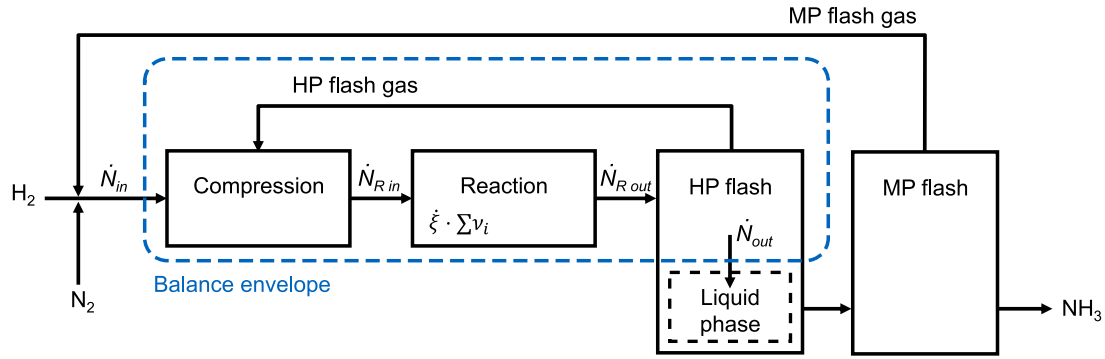 MP flash gas
HP flash gas
Ṅin
H2
Compression
ṄR in
Reaction
ξ̇ · ∑νi
ṄR out
HP flash
Ṅout
MP flash
N2
Balance envelope
Liquid
phase
NH3